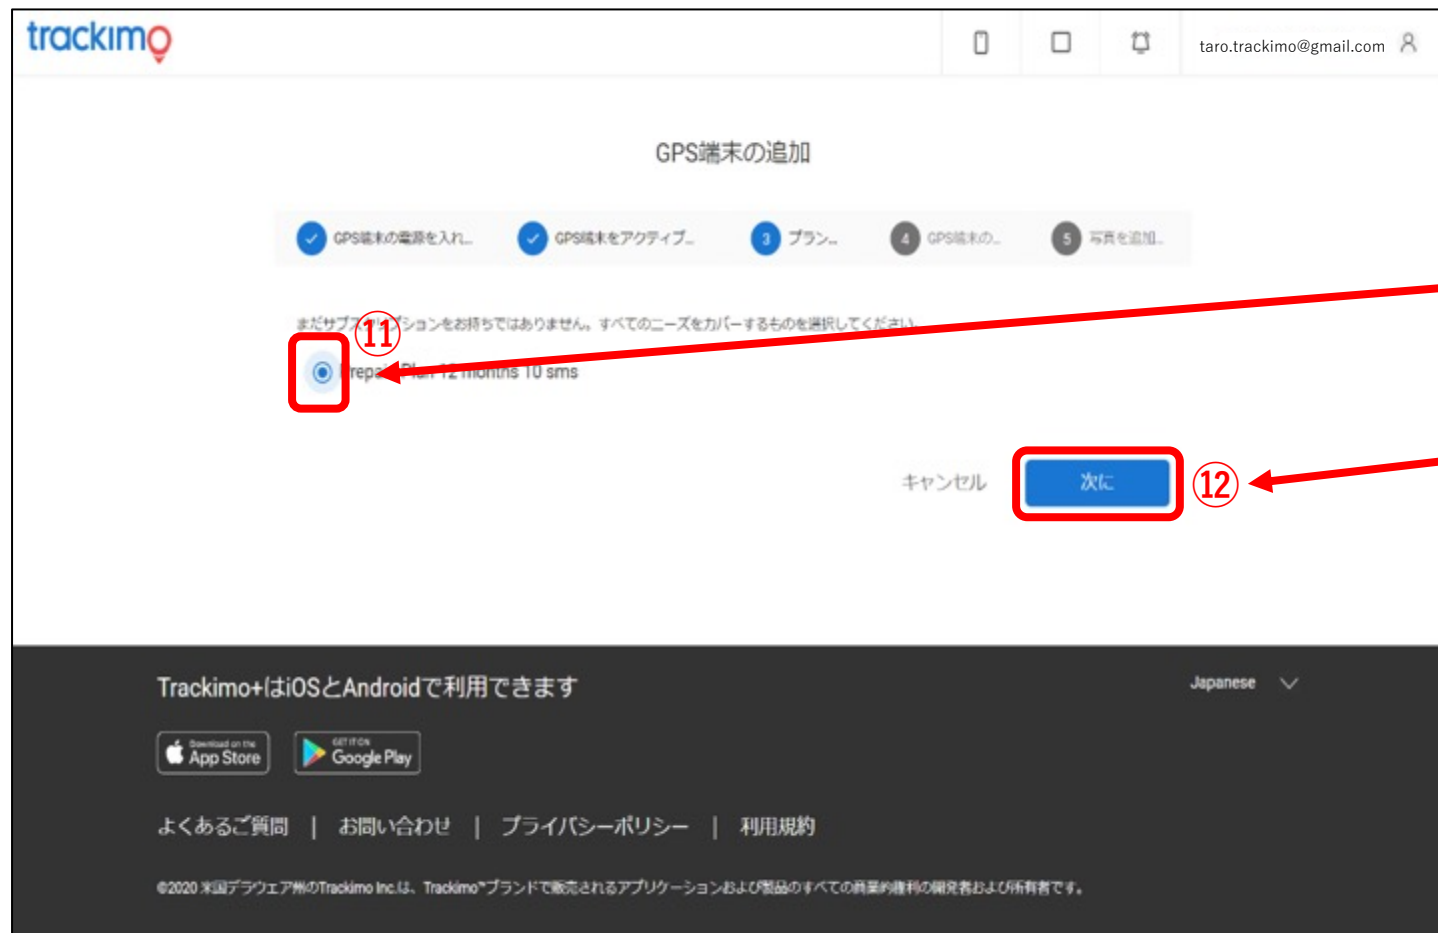 trackimo
taro.trackimo@gmail.com
GPS端末の追加
GPS端末の電源を入れ...
GPS端末をアクティブ...
3 プラン...
4 GPS端末の...
5 写真を追加...
まだサブスクリプションをお持ちではありません。すべてのニーズをカバーするものを選択してください。
⑪
Prepaid Plan 12 months 10 sms
キャンセル
次に
⑫
Trackimo+はiOSとAndroidで利用できます
Japanese
Download on the
App Store
GET IT ON
Google Play
よくあるご質問 | お問い合わせ | プライバシーポリシー | 利用規約
©2020 米国デラウェア州のTrackimo Inc.は、Trackimo™ブランドで販売されるアプリケーションおよび製品のすべての商業的権利の開発者および所有者です。